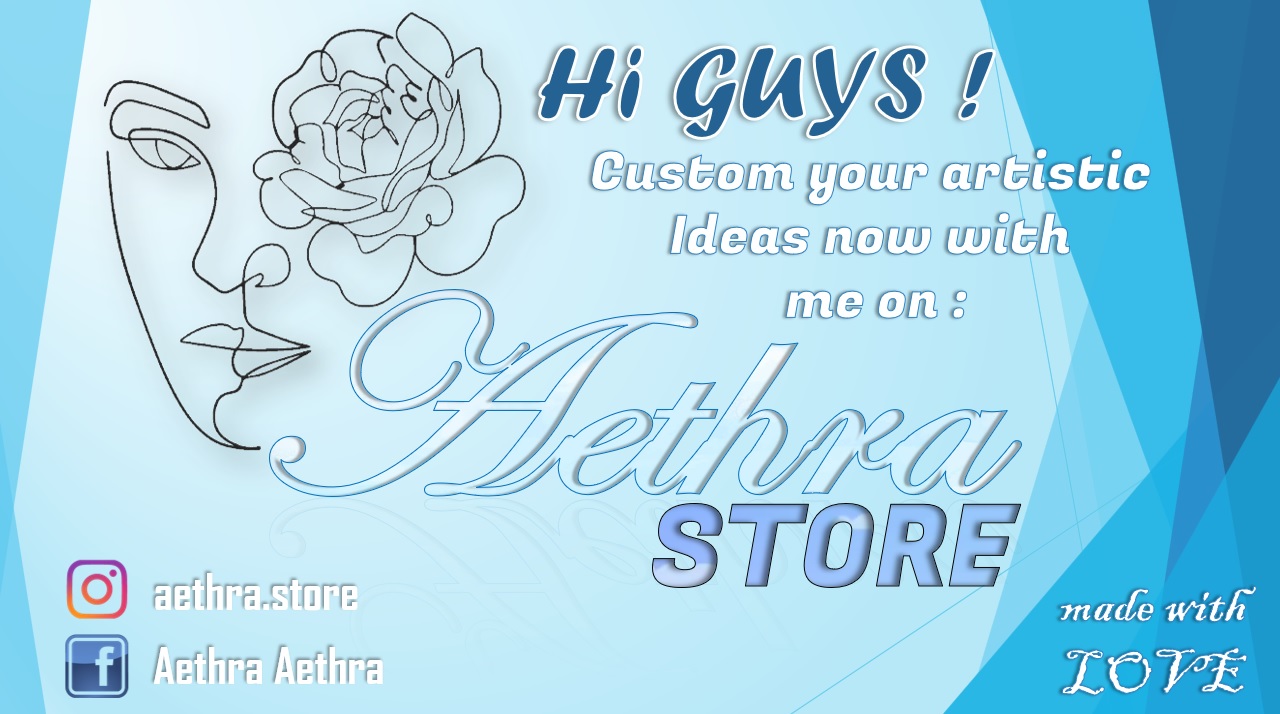 Hi GUYS !
Custom your artistic
Ideas now with
me on :
Aethra
STORE
aethra.store
Aethra Aethra
made with
LOVE